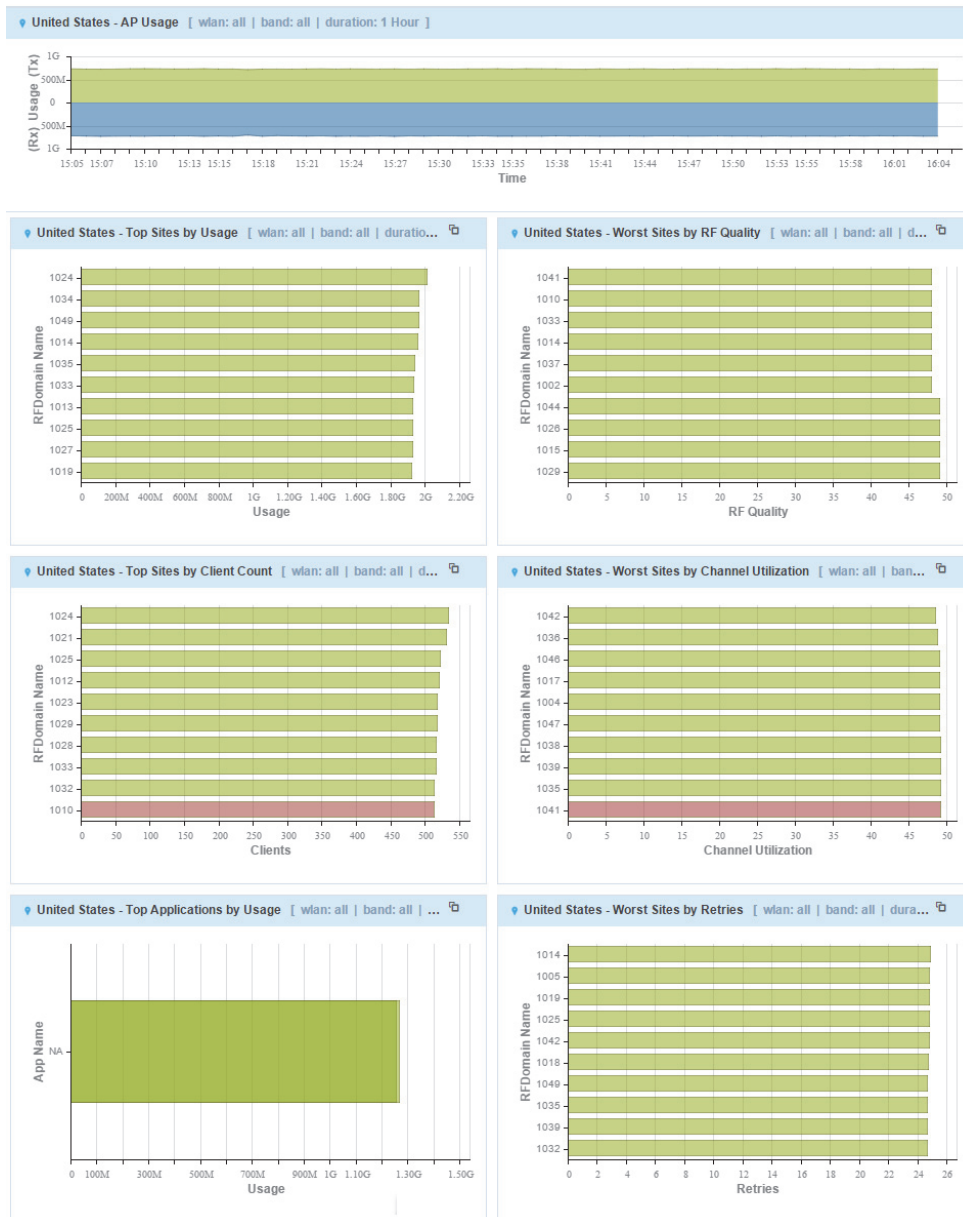 United States - AP Usage [ wlan: all | band: all | duration: 1 Hour ]
(Rx) Usage (Tx)
1G
500M
0
500M
1G
15:05 15:07 15:10 15:13 15:15 15:18 15:21 15:24 15:27 15:30 15:33 15:35 15:38 15:41 15:44 15:47 15:50 15:53 15:55 15:58 16:01 16:04
Time
United States - Top Sites by Usage [ wlan: all | band: all | duratio...
RFDomain Name
1024
1034
1049
1014
1035
1033
1013
1025
1027
1019
0 200M 400M 600M 800M 1G 1.20G 1.40G 1.60G 1.80G 2G 2.20G
Usage
United States - Worst Sites by RF Quality [ wlan: all | band: all | d...
RFDomain Name
1041
1010
1033
1014
1037
1002
1044
1026
1015
1029
0 5 10 15 20 25 30 35 40 45 50
RF Quality
United States - Top Sites by Client Count [ wlan: all | band: all | d...
RFDomain Name
1024
1021
1025
1012
1023
1029
1028
1033
1032
1010
0 50 100 150 200 250 300 350 400 450 500 550
Clients
United States - Worst Sites by Channel Utilization [ wlan: all | ban...
RFDomain Name
1042
1036
1046
1017
1004
1047
1038
1039
1035
1041
0 5 10 15 20 25 30 35 40 45 50
Channel Utilization
United States - Top Applications by Usage [ wlan: all | band: all | ...
App Name
NA
0 100M 300M 500M 700M 900M 1G 1.10G 1.30G 1.50G
Usage
United States - Worst Sites by Retries [ wlan: all | band: all | dura...
RFDomain Name
1014
1005
1019
1025
1042
1018
1049
1035
1039
1032
0 2 4 6 8 10 12 14 16 18 20 22 24 26
Retries